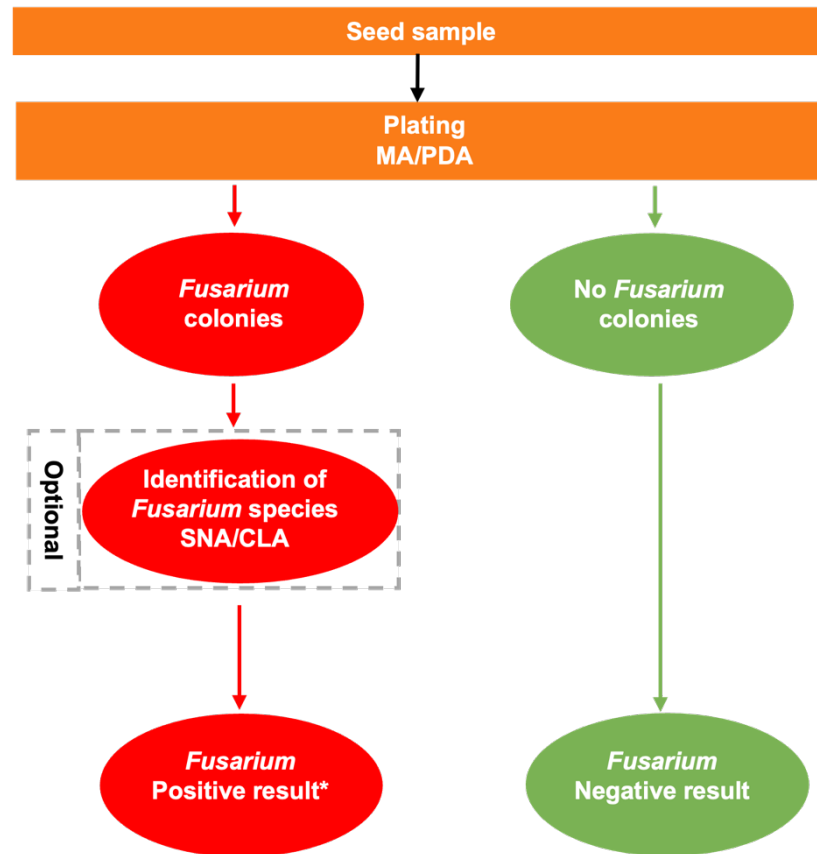 Seed sample
Plating
MA/PDA
Fusarium
colonies
No Fusarium
colonies
Optional
Identification of
Fusarium species
SNA/CLA
Fusarium
Positive result*
Fusarium
Negative result